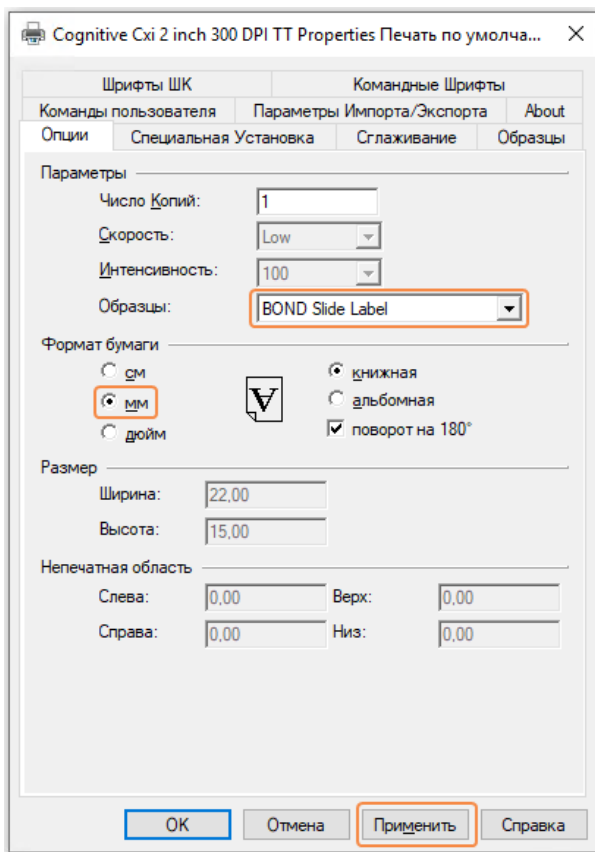 Cognitive Cxi 2 inch 300 DPI TT Properties Печать по умолча...
Шрифты ШК Командные Шрифты
Команды пользователя Параметры Импорта/Экспорта About
Опции Специальная Установка Сглаживание Образцы
Параметры
Число Копий: 1
Скорость: Low
Интенсивность: 100
Образцы: BOND Slide Label
Формат бумаги
см книжная
мм альбомная
дюйм поворот на 180°
A
Размер
Ширина: 22,00
Высота: 15,00
Непечатная область
Слева: 0,00 Верх: 0,00
Справа: 0,00 Низ: 0,00
OK Отмена Применить Справка